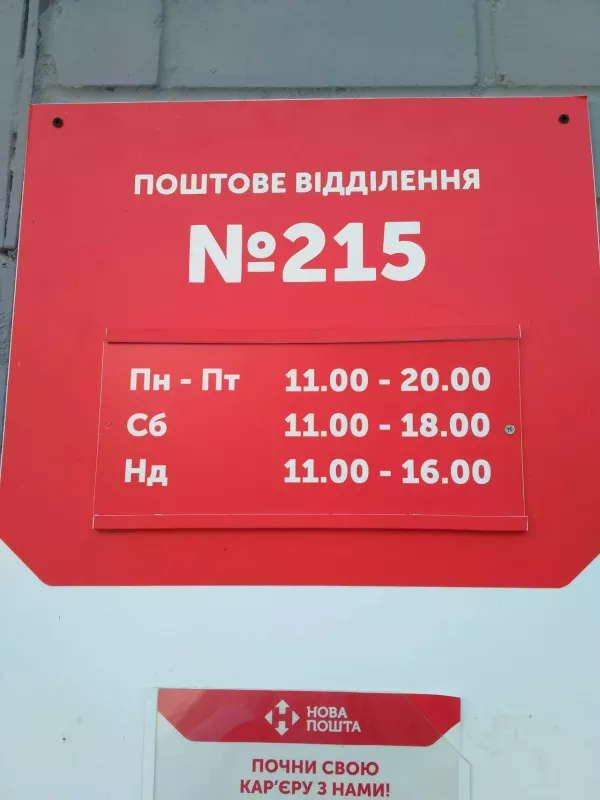 ПОШТОВЕ ВІДДІЛЕННЯ
№215
Пн - Пт 11.00 - 20.00
Сб 11.00 - 18.00
Нд 11.00 - 16.00
НОВА
ПОШТА
ПОЧНИ СВОЮ
КАР'ЄРУ З НАМИ!